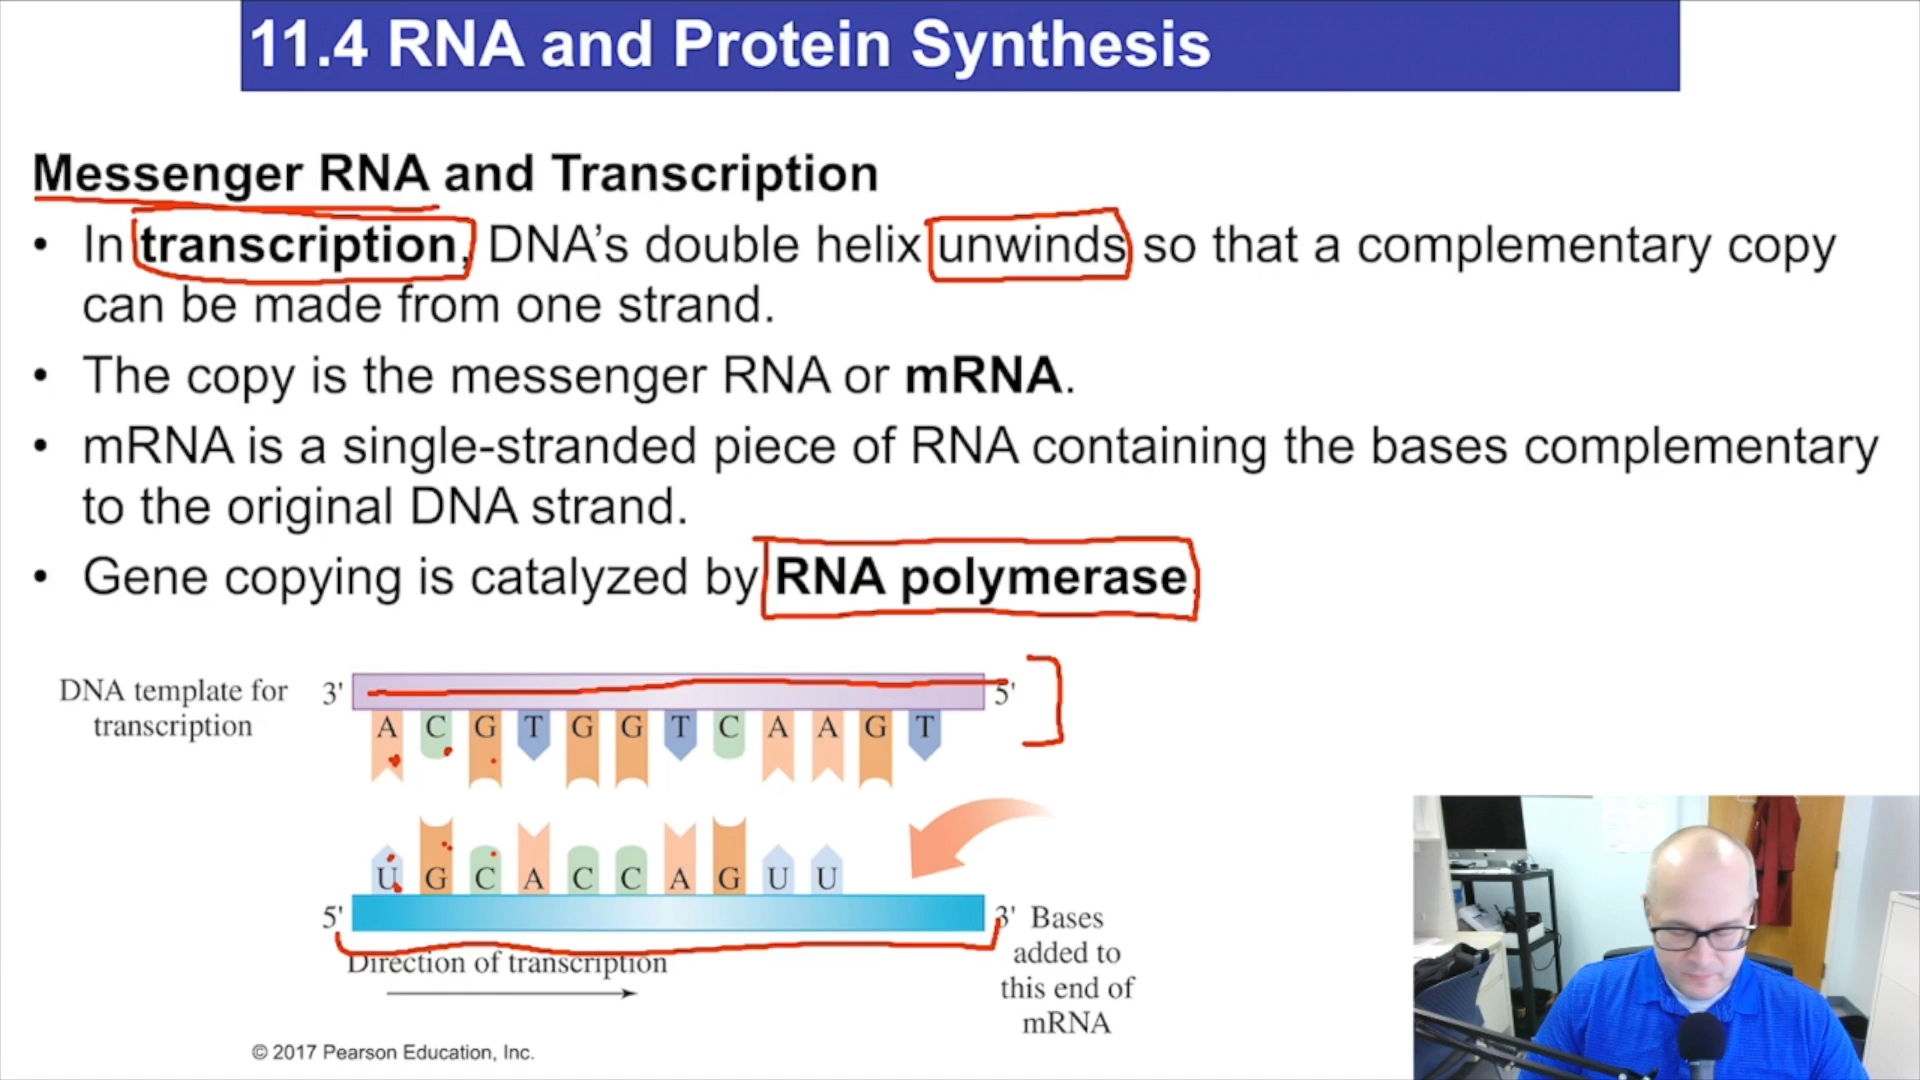 11.4 RNA and Protein Synthesis
Messenger RNA and Transcription
• In transcription, DNA’s double helix unwinds so that a complementary copy
can be made from one strand.
• The copy is the messenger RNA or mRNA.
• mRNA is a single-stranded piece of RNA containing the bases complementary
to the original DNA strand.
• Gene copying is catalyzed by RNA polymerase
DNA template for
transcription
3'
5'
A C G T G G T C A A G T
U G C A C C A G U U
5'
3'
Bases
added to
this end of
mRNA
Direction of transcription
© 2017 Pearson Education, Inc.